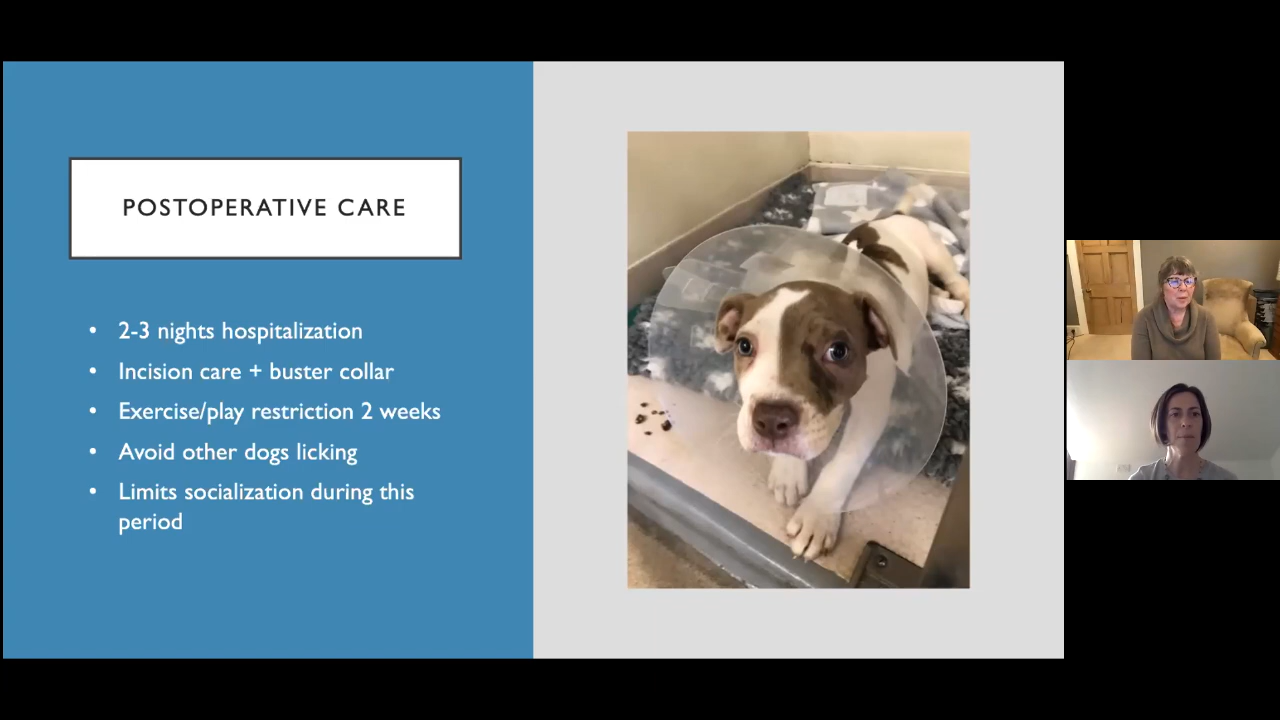 POSTOPERATIVE CARE
• 2-3 nights hospitalization
• Incision care + buster collar
• Exercise/play restriction 2 weeks
• Avoid other dogs licking
• Limits socialization during this
period